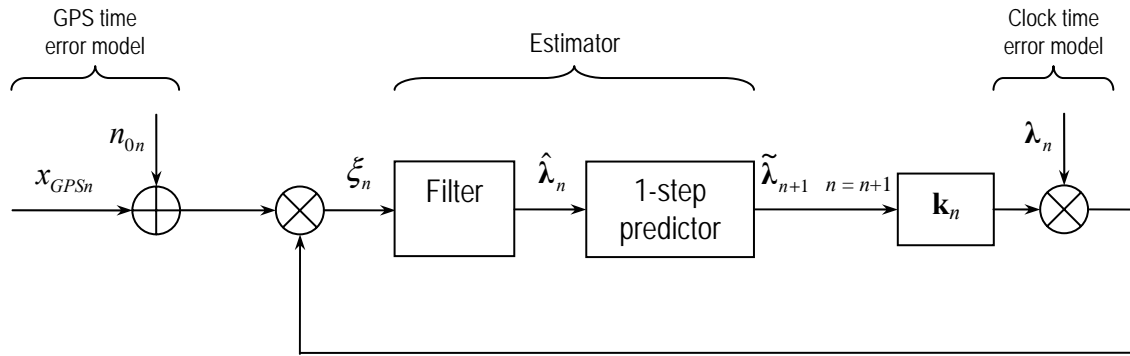 GPS time
error model
Estimator
Clock time
error model
n₀ₙ
λₙ
x_GPSn
ξₙ
Filter
λ̂ₙ
1-step
predictor
λ̃ₙ₊₁
n = n+1
kₙ